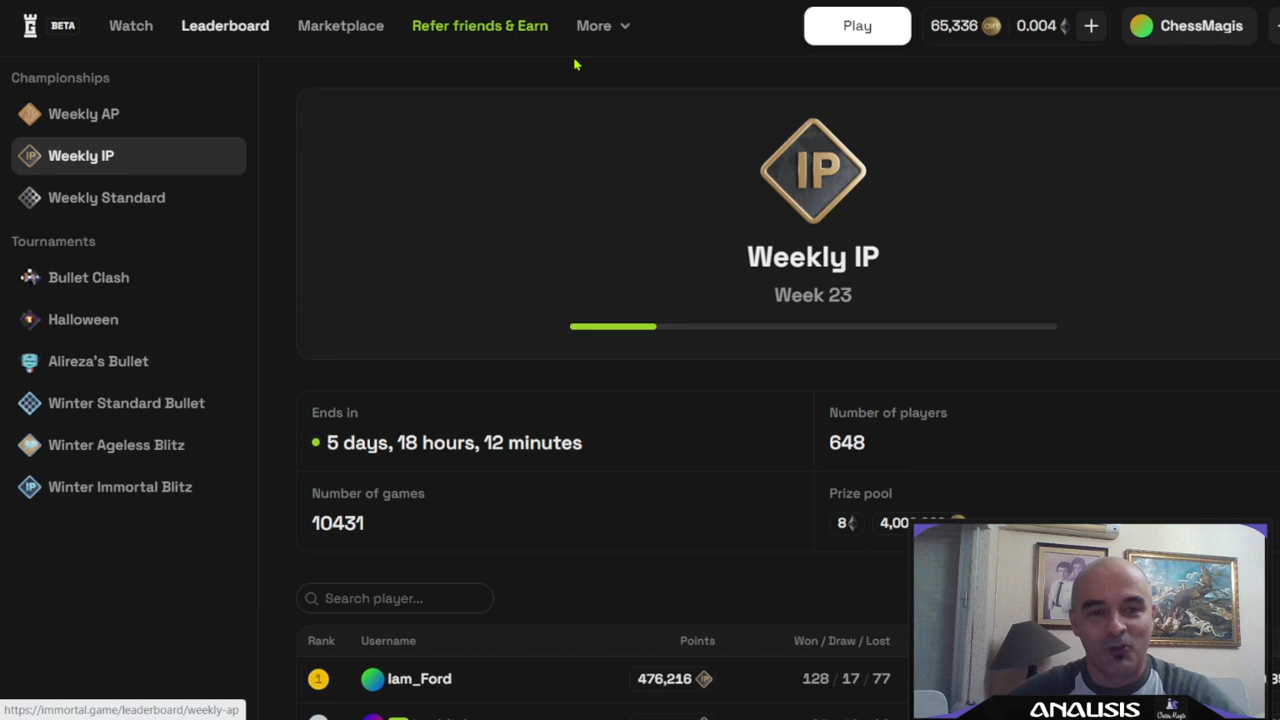 BETA
Watch
Leaderboard
Marketplace
Refer friends & Earn
More
Play
65,336
0.004
+
ChessMagis
Championships
Weekly AP
IP Weekly IP
Weekly Standard
Tournaments
Bullet Clash
Halloween
Alireza's Bullet
Winter Standard Bullet
Winter Ageless Blitz
IP Winter Immortal Blitz
IP
Weekly IP
Week 23
Ends in
5 days, 18 hours, 12 minutes
Number of players
648
Number of games
10431
Prize pool
8
Search player...
Rank
Username
Points
Won / Draw / Lost
1
Iam_Ford
476,216 IP
128 / 17 / 77
https://immortal.game/leaderboard/weekly-ap
ANALISIS